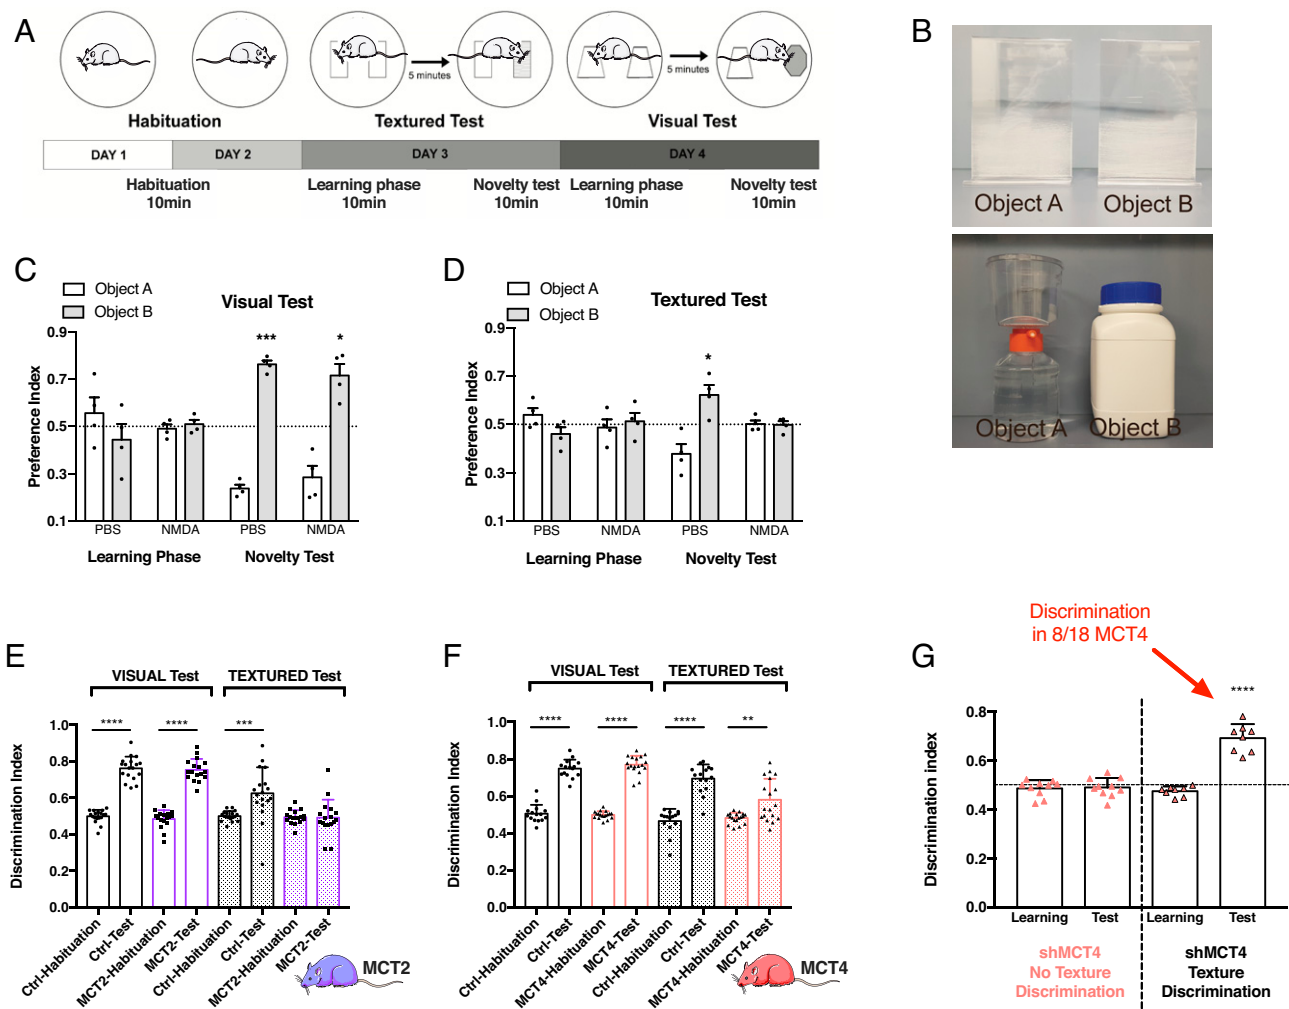 A
5 minutes
5 minutes
Habituation
Textured Test
Visual Test
DAY 1
DAY 2
DAY 3
DAY 4
Habituation
10min
Learning phase
10min
Novelty test
10min
Learning phase
10min
Novelty test
10min
B
Object A
Object B
Object A
Object B
C
Object A
Object B
Visual Test
Preference Index
0.9
0.7
0.5
0.3
0.1
***
*
PBS
NMDA
PBS
NMDA
Learning Phase
Novelty Test
D
Object A
Object B
Textured Test
Preference Index
0.9
0.7
0.5
0.3
0.1
*
PBS
NMDA
PBS
NMDA
Learning Phase
Novelty Test
E
VISUAL Test
TEXTURED Test
Discrimination Index
1.0
0.8
0.6
0.4
0.2
0.0
****
****
***
Ctrl-Habituation
Ctrl-Test
MCT2-Habituation
MCT2-Test
Ctrl-Habituation
Ctrl-Test
MCT2-Habituation
MCT2-Test
MCT2
F
VISUAL Test
TEXTURED Test
Discrimination Index
1.0
0.8
0.6
0.4
0.2
0.0
****
****
****
**
Ctrl-Habituation
Ctrl-Test
MCT4-Habituation
MCT4-Test
Ctrl-Habituation
Ctrl-Test
MCT4-Habituation
MCT4-Test
MCT4
G
Discrimination
in 8/18 MCT4
Discrimination index
0.8
0.6
0.4
0.2
0.0
****
Learning
Test
Learning
Test
shMCT4
No Texture
Discrimination
shMCT4
Texture
Discrimination